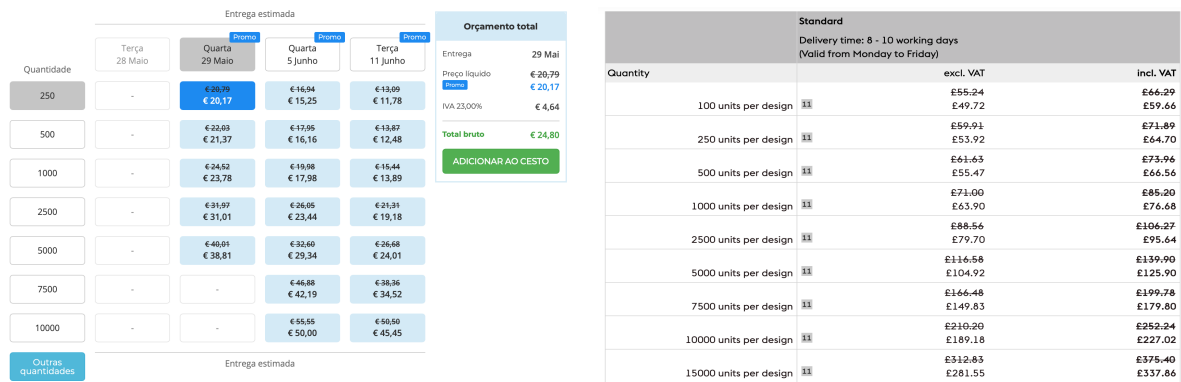 Entrega estimada
Quantidade
Terça
28 Maio
Promo
Quarta
29 Maio
Promo
Quarta
5 Junho
Promo
Terça
11 Junho
250 - € 20,79 € 16,94 € 13,09
€ 20,17 € 15,25 € 11,78
500 - € 22,03 € 17,95 € 13,87
€ 21,37 € 16,16 € 12,48
1000 - € 24,52 € 19,98 € 15,44
€ 23,78 € 17,98 € 13,89
2500 - € 31,97 € 26,05 € 21,31
€ 31,01 € 23,44 € 19,18
5000 - € 40,01 € 32,60 € 26,68
€ 38,81 € 29,34 € 24,01
7500 - - € 46,88 € 38,36
€ 42,19 € 34,52
10000 - - € 55,55 € 50,50
€ 50,00 € 45,45
Outras
quantidades
Entrega estimada
Orçamento total
Entrega 29 Mai
Preço líquido € 20,79
Promo € 20,17
IVA 23,00% € 4,64
Total bruto € 24,80
ADICIONAR AO CESTO
Standard
Delivery time: 8 - 10 working days
(Valid from Monday to Friday)
Quantity excl. VAT incl. VAT
£55.24 £66.29
100 units per design 11 £49.72 £59.66
£59.91 £71.89
250 units per design 11 £53.92 £64.70
£61.63 £73.96
500 units per design 11 £55.47 £66.56
£71.00 £85.20
1000 units per design 11 £63.90 £76.68
£88.56 £106.27
2500 units per design 11 £79.70 £95.64
£116.58 £139.90
5000 units per design 11 £104.92 £125.90
£166.48 £199.78
7500 units per design 11 £149.83 £179.80
£210.20 £252.24
10000 units per design 11 £189.18 £227.02
£312.83 £375.40
15000 units per design 11 £281.55 £337.86